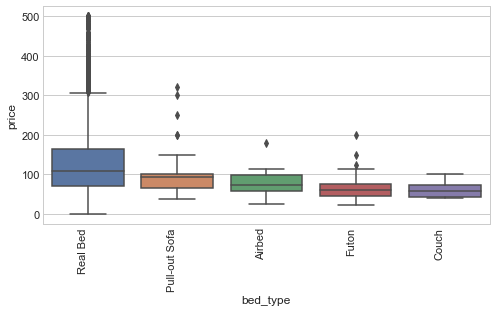 500
400
300
200
100
0
price
Real Bed
Pull-out Sofa
Airbed
Futon
Couch
bed_type